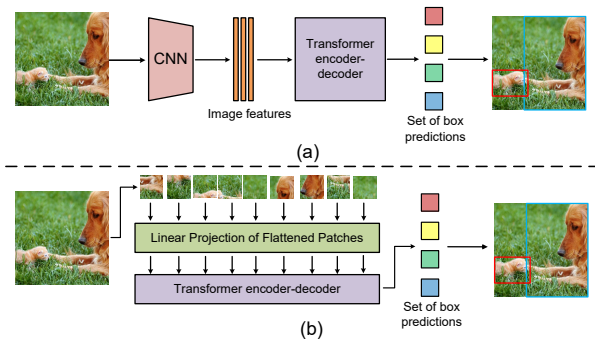 CNN
Image features
Transformer
encoder-
decoder
Set of box
predictions
(a)
Linear Projection of Flattened Patches
Transformer encoder-decoder
Set of box
predictions
(b)